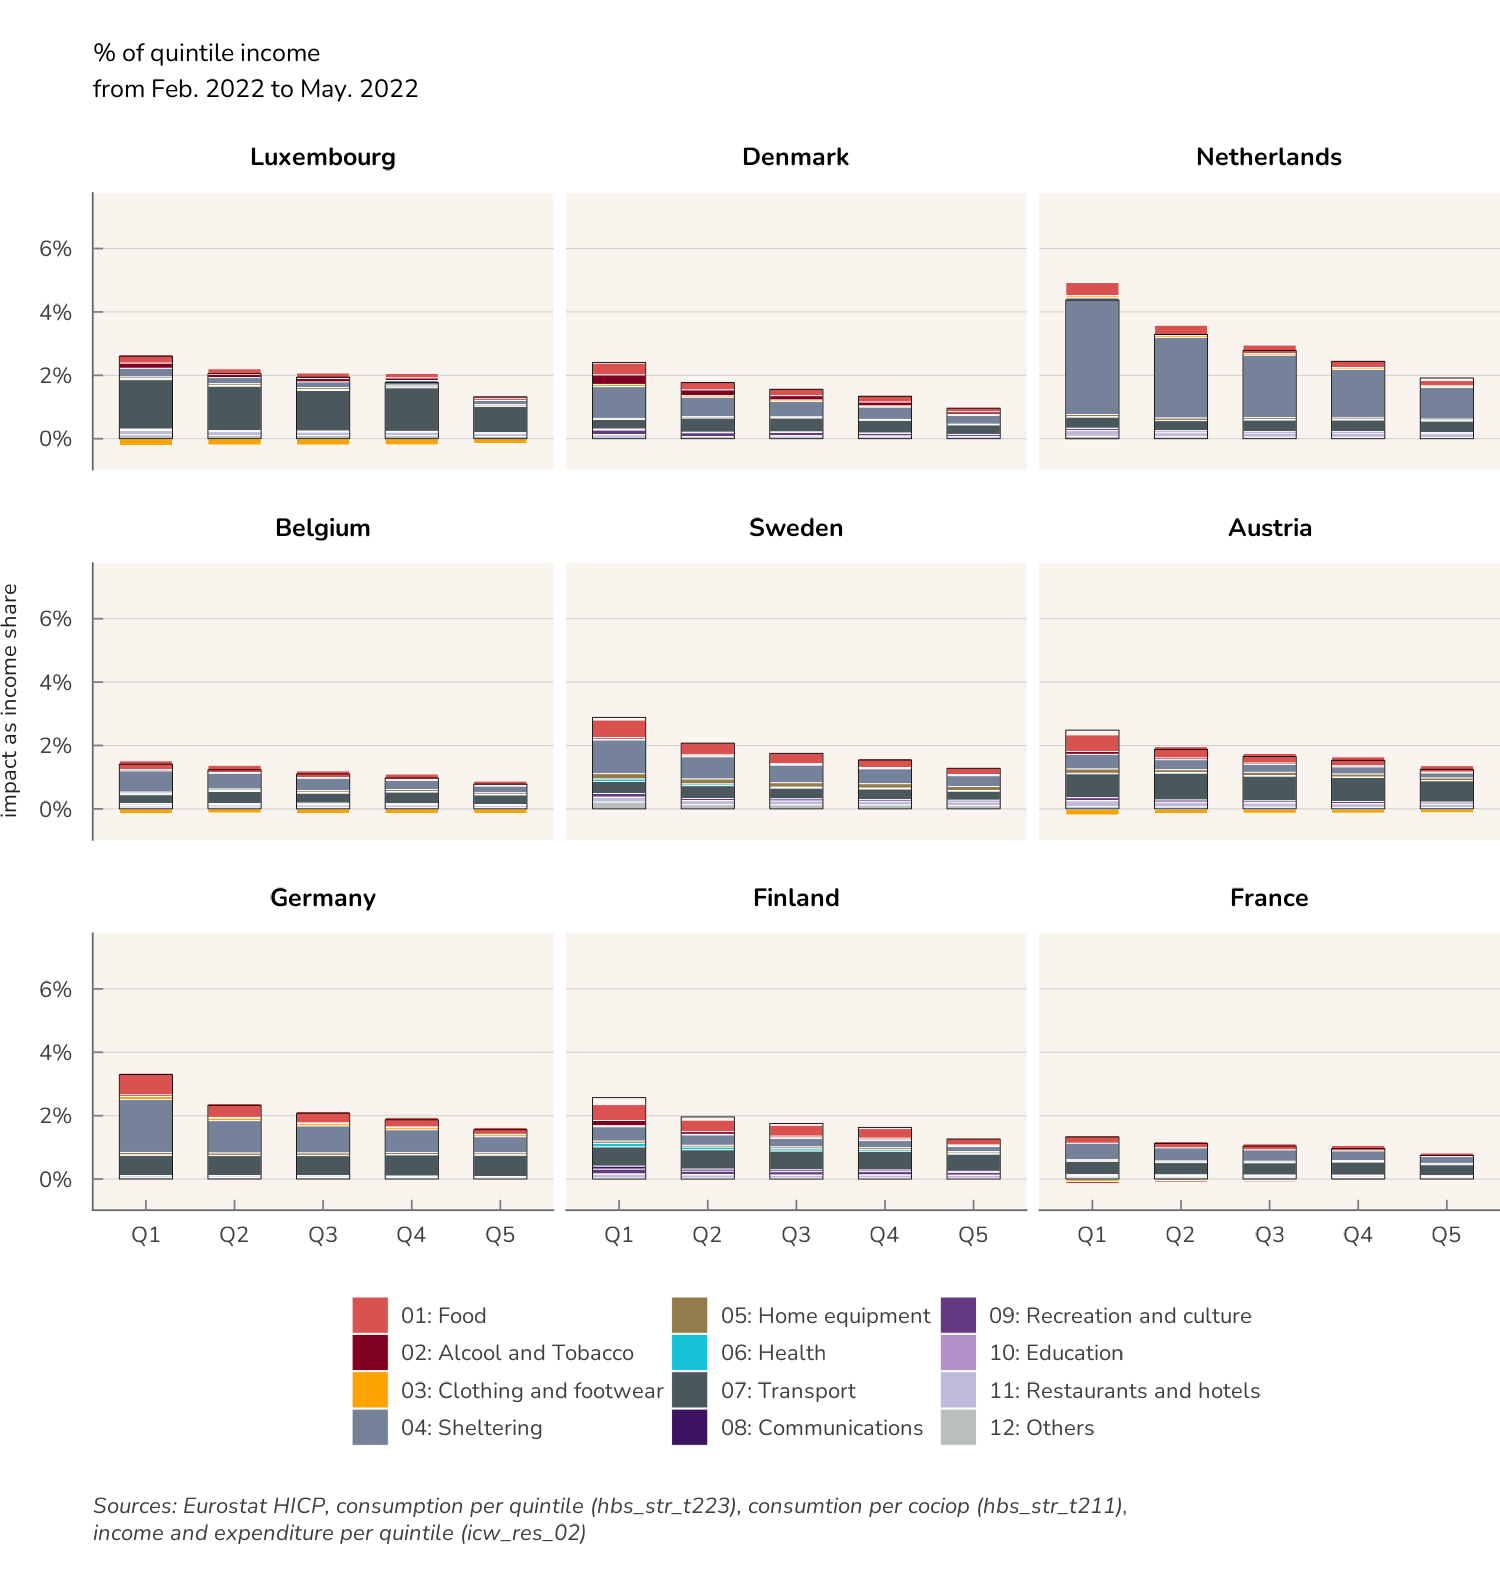 % of quintile income
from Feb. 2022 to May. 2022
Luxembourg
Denmark
Netherlands
6%
4%
2%
0%
Belgium
Sweden
Austria
impact as income share
6%
4%
2%
0%
Germany
Finland
France
6%
4%
2%
0%
Q1 Q2 Q3 Q4 Q5
Q1 Q2 Q3 Q4 Q5
Q1 Q2 Q3 Q4 Q5
01: Food
02: Alcool and Tobacco
03: Clothing and footwear
04: Sheltering
05: Home equipment
06: Health
07: Transport
08: Communications
09: Recreation and culture
10: Education
11: Restaurants and hotels
12: Others
Sources: Eurostat HICP, consumption per quintile (hbs_str_t223), consumtion per cociop (hbs_str_t211),
income and expenditure per quintile (icw_res_02)